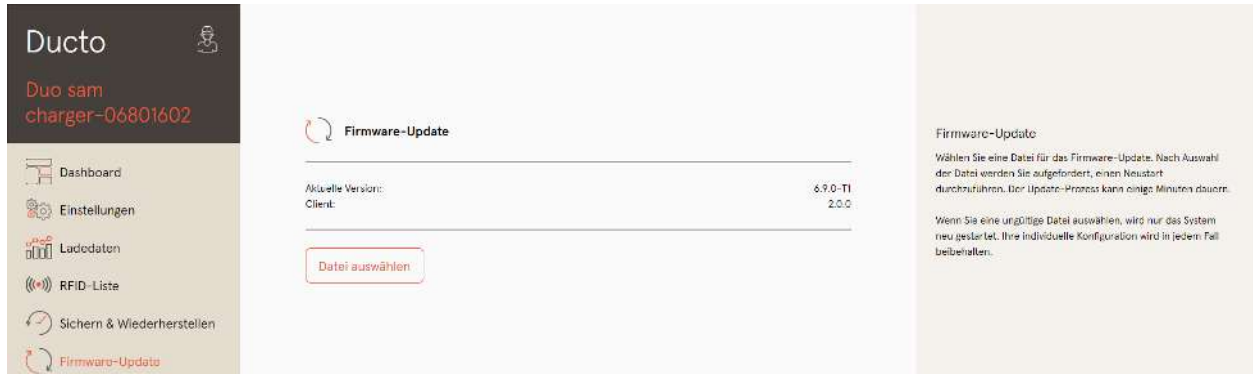 Ducto
Duo sam
charger-06801602
Dashboard
Einstellungen
Ladedaten
RFID-Liste
Sichern & Wiederherstellen
Firmware-Update
Firmware-Update
Aktuelle Version:
6.9.0-T1
Client:
2.0.0
Datei auswählen
Firmware-Update
Wählen Sie eine Datei für das Firmware-Update. Nach Auswahl
der Datei werden Sie aufgefordert, einen Neustart
durchzuführen. Der Update-Prozess kann einige Minuten dauern.
Wenn Sie eine ungültige Datei auswählen, wird nur das System
neu gestartet. Ihre individuelle Konfiguration wird in jedem Fall
beibehalten.